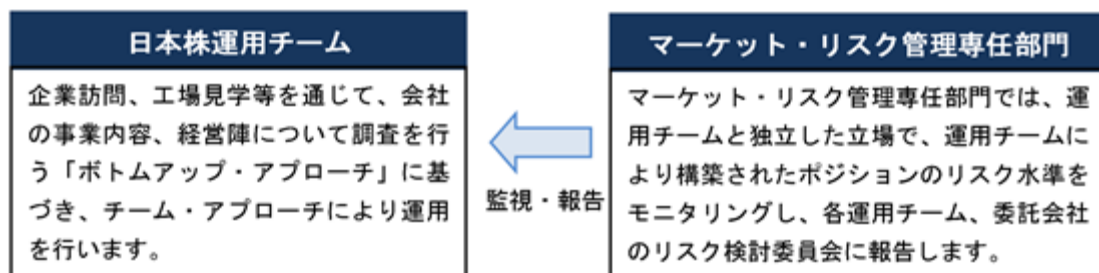 日本株運用チーム
企業訪問、工場見学等を通じて、会社
の事業内容、経営陣について調査を行
う「ボトムアップ・アプローチ」に基
づき、チーム・アプローチにより運用
を行います。
監視・報告
マーケット・リスク管理専任部門
マーケット・リスク管理専任部門では、運
用チームと独立した立場で、運用チームに
より構築されたポジションのリスク水準を
モニタリングし、各運用チーム、委託会社
のリスク検討委員会に報告します。